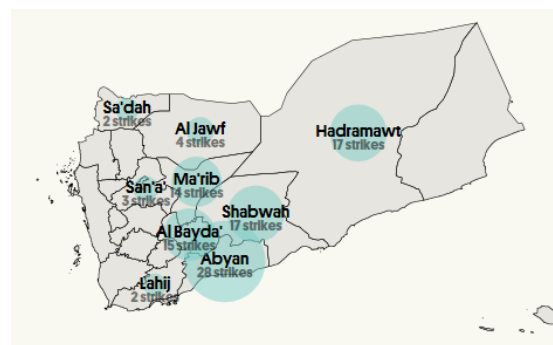 Sa'dah
2 strikes
Al Jawf
4 strikes
Hadramawt
17 strikes
Ma'rib
14 strikes
San'a'
3 strikes
Shabwah
17 strikes
Al Bayda'
15 strikes
Abyan
28 strikes
Lahij
2 strikes